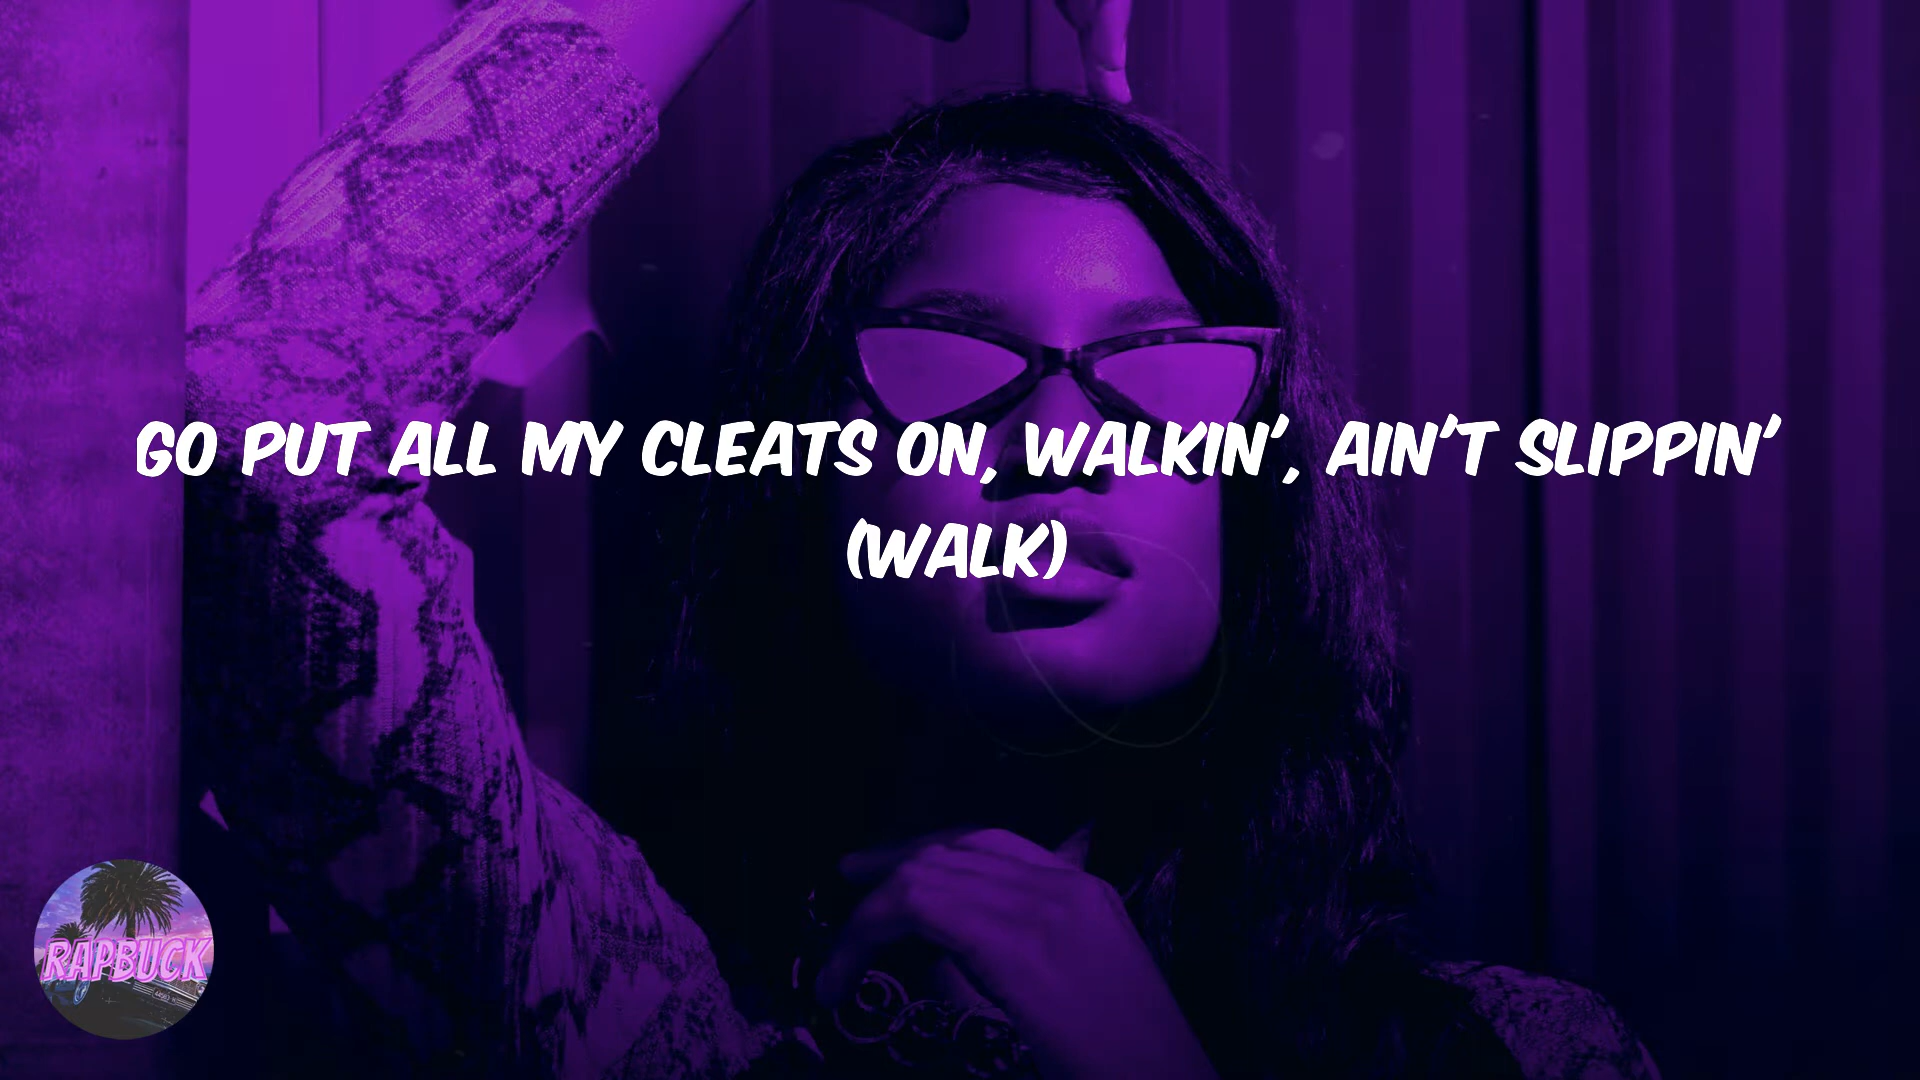 GO PUT ALL MY CLEATS ON, WALKIN', AIN'T SLIPPIN'
(WALK)
RAPBUCK